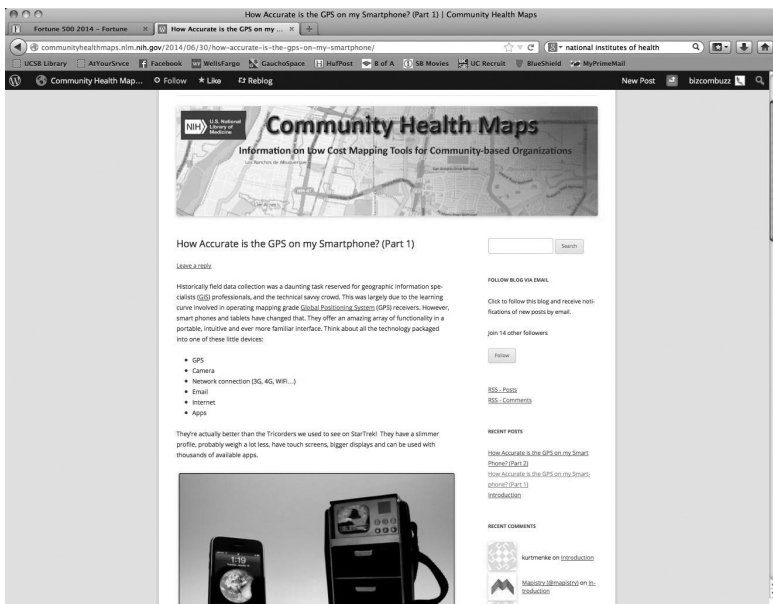 How Accurate is the GPS on my Smartphone? (Part 1) | Community Health Maps
Fortune 500 2014 – Fortune
How Accurate is the GPS on my ...
communityhealthmaps.nlm.nih.gov/2014/06/30/how-accurate-is-the-gps-on-my-smartphone/
national institutes of health
UCSB Library AtYourSrvce Facebook WellsFargo GauchoSpace HufPost B of A SB Movies UC Recruit BlueShield MyPrimeMail
Community Health Map... Follow Like Reblog New Post bizcombuzz
NIH U.S. National Library of Medicine
Community Health Maps
Information on Low Cost Mapping Tools for Community-based Organizations
Los Ranchos de Albuquerque
How Accurate is the GPS on my Smartphone? (Part 1)
Leave a reply
Historically field data collection was a daunting task reserved for geographic information spe-
cialists (GIS) professionals, and the technical savvy crowd. This was largely due to the learning
curve involved in operating mapping grade Global Positioning System (GPS) receivers. However,
smart phones and tablets have changed that. They offer an amazing array of functionality in a
portable, intuitive and ever more familiar interface. Think about all the technology packaged
into one of these little devices:
GPS
Camera
Network connection (3G, 4G, WiFi...)
Email
Internet
Apps
They're actually better than the Tricorders we used to see on StarTrek! They have a slimmer
profile, probably weigh a lot less, have touch screens, bigger displays and can be used with
thousands of available apps.
1:19
Search
FOLLOW BLOG VIA EMAIL
Click to follow this blog and receive noti-
fications of new posts by email.
Join 14 other followers
Follow
RSS - Posts
RSS - Comments
RECENT POSTS
How Accurate is the GPS on my Smart
Phone? (Part 2)
How Accurate is the GPS on my Smart-
phone? (Part 1)
Introduction
RECENT COMMENTS
kurtmenke on Introduction
Mapistry (@mapistry) on In-
troduction